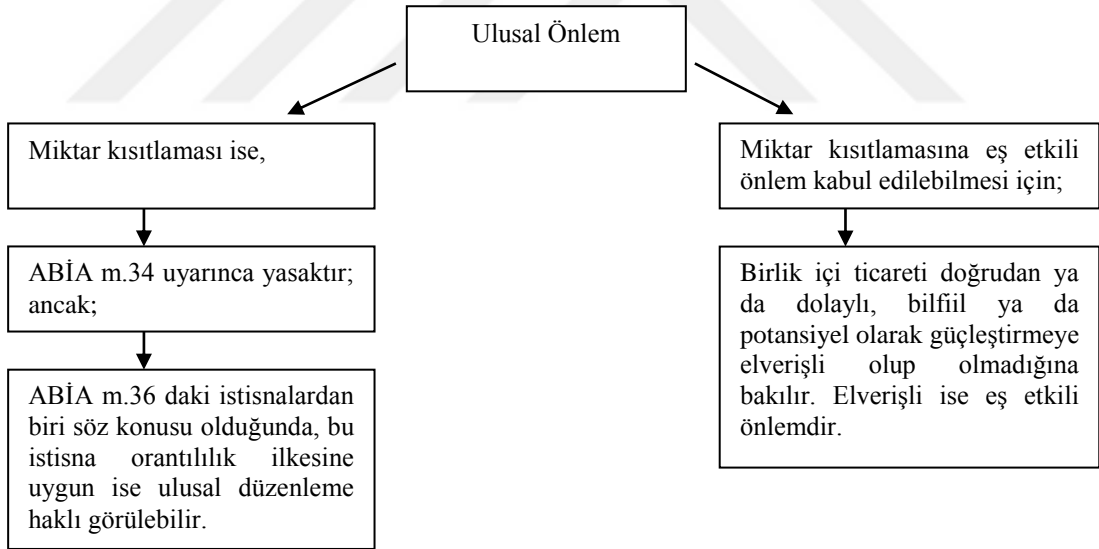 Ulusal Önlem
Miktar kısıtlaması ise,
ABİA m.34 uyarınca yasaktır;
ancak;
ABİA m.36 daki istisnalardan
biri söz konusu olduğunda, bu
istisna orantılılık ilkesine
uygun ise ulusal düzenleme
haklı görülebilir.
Miktar kısıtlamasına eş etkili
önlem kabul edilebilmesi için;
Birlik içi ticareti doğrudan ya
da dolaylı, bilfiil ya da
potansiyel olarak güçleştirmeye
elverişli olup olmadığına
bakılır. Elverişli ise eş etkili
önlemdir.